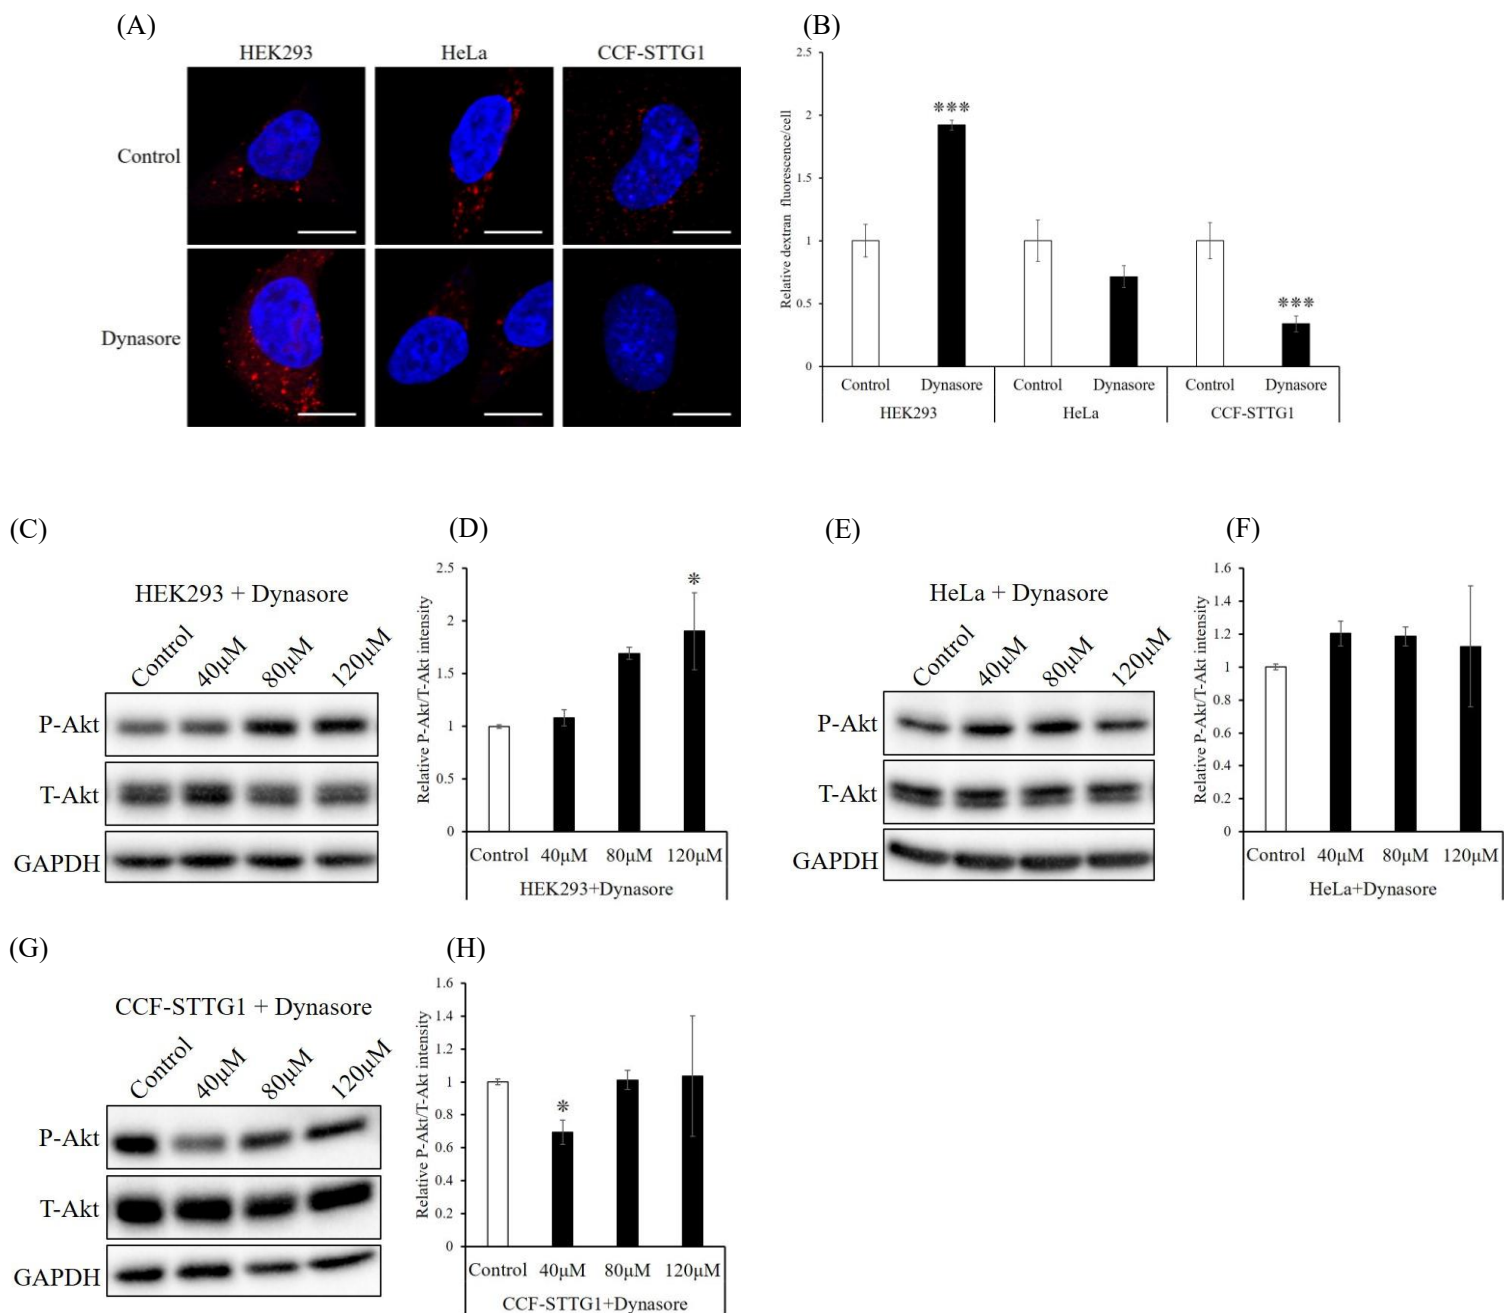 (A)
HEK293 HeLa CCF-STTG1
Control
Dynasore
(B)
Relative dextran fluorescence/cell
2.5
2
1.5
1
0.5
0
*** ***
Control Dynasore Control Dynasore Control Dynasore
HEK293 HeLa CCF-STTG1
(C)
HEK293 + Dynasore
Control 40μM 80μM 120μM
P-Akt
T-Akt
GAPDH
(D)
Relative P-Akt/T-Akt intensity
2.5
2
1.5
1
0.5
0
*
Control 40μM 80μM 120μM
HEK293+Dynasore
(E)
HeLa + Dynasore
Control 40μM 80μM 120μM
P-Akt
T-Akt
GAPDH
(F)
Relative P-Akt/T-Akt intensity
1.6
1.4
1.2
1
0.8
0.6
0.4
0.2
0
Control 40μM 80μM 120μM
HeLa+Dynasore
(G)
CCF-STTG1 + Dynasore
Control 40μM 80μM 120μM
P-Akt
T-Akt
GAPDH
(H)
Relative P-Akt/T-Akt intensity
1.6
1.4
1.2
1
0.8
0.6
0.4
0.2
0
*
Control 40μM 80μM 120μM
CCF-STTG1+Dynasore